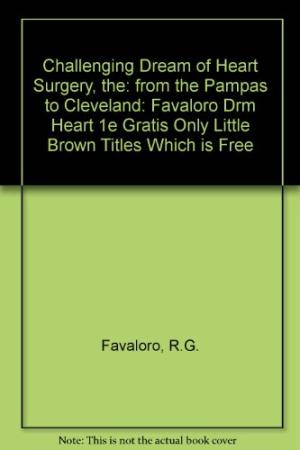 Challenging Dream of Heart
Surgery, the: from the Pampas
to Cleveland: Favaloro Drm
Heart 1e Gratis Only Little
Brown Titles Which is Free
Favaloro, R.G.
Note: This is not the actual book cover